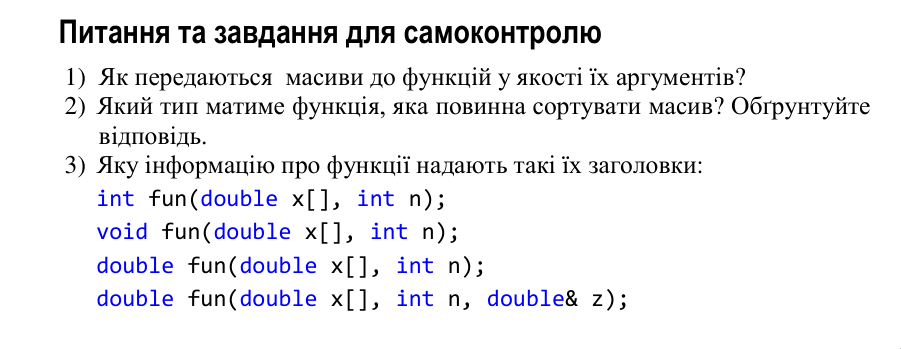 Питання та завдання для самоконтролю
1) Як передаються масиви до функцій у якості їх аргументів?
2) Який тип матиме функція, яка повинна сортувати масив? Обґрунтуйте
відповідь.
3) Яку інформацію про функції надають такі їх заголовки:
int fun(double x[], int n);
void fun(double x[], int n);
double fun(double x[], int n);
double fun(double x[], int n, double& z);